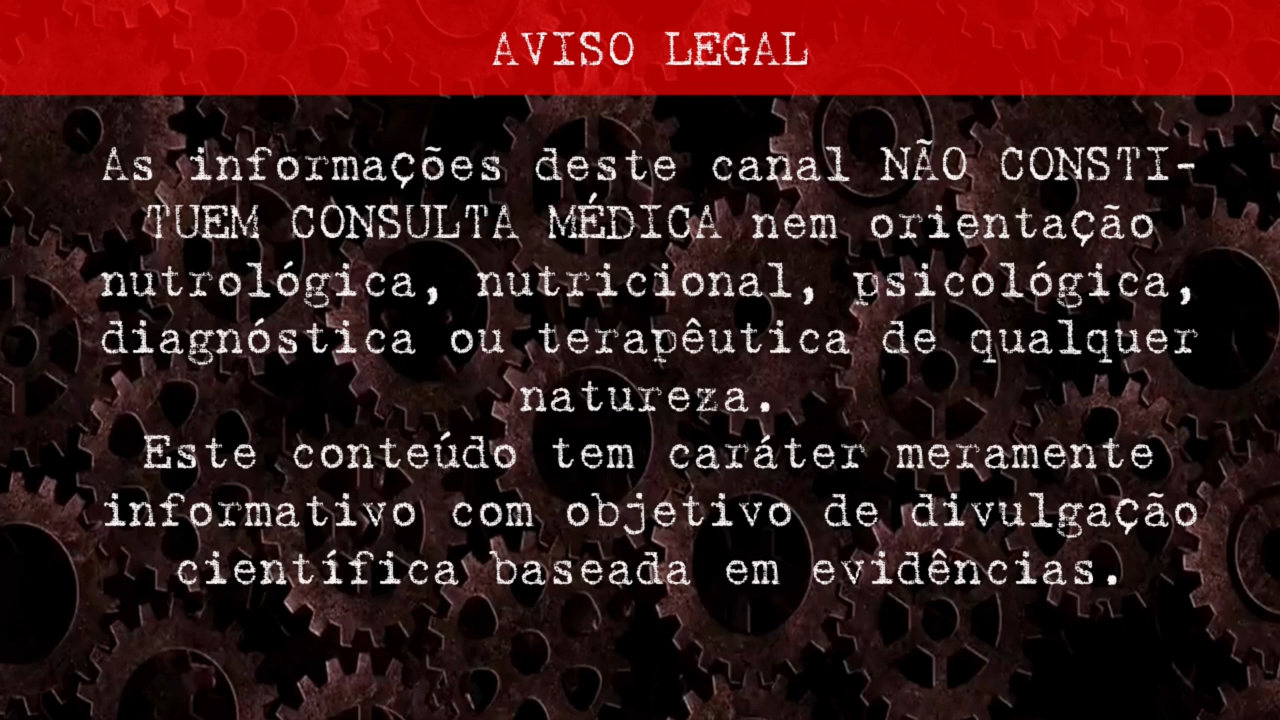 AVISO LEGAL
As informações deste canal NÃO CONSTI-
TUEM CONSULTA MÉDICA nem orientação
nutrológica, nutricional, psicológica,
diagnóstica ou terapêutica de qualquer
natureza.
Este conteúdo tem caráter meramente
informativo com objetivo de divulgação
científica baseada em evidências.